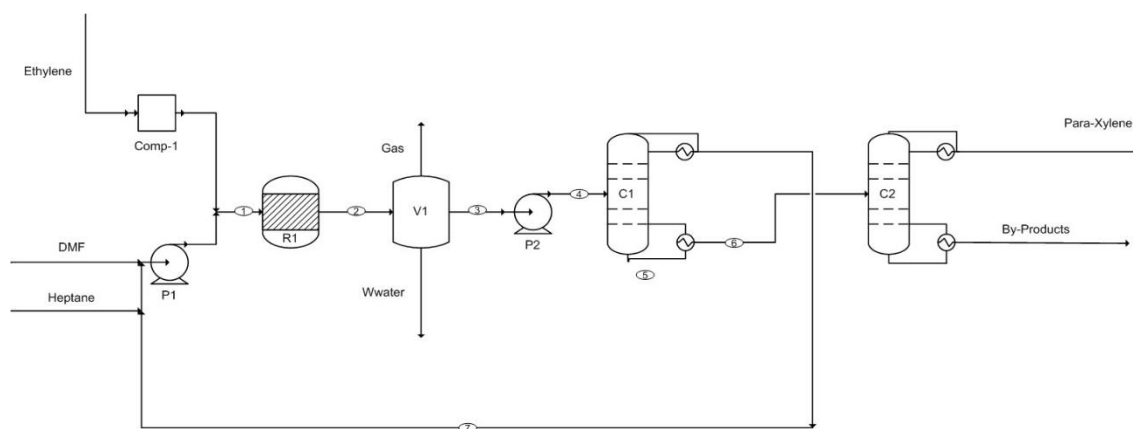 Ethylene
Comp-1
Gas
C1
C2
Para-Xylene
1
R1
2
V1
3
P2
4
6
5
DMF
P1
Heptane
Wwater
By-Products
7